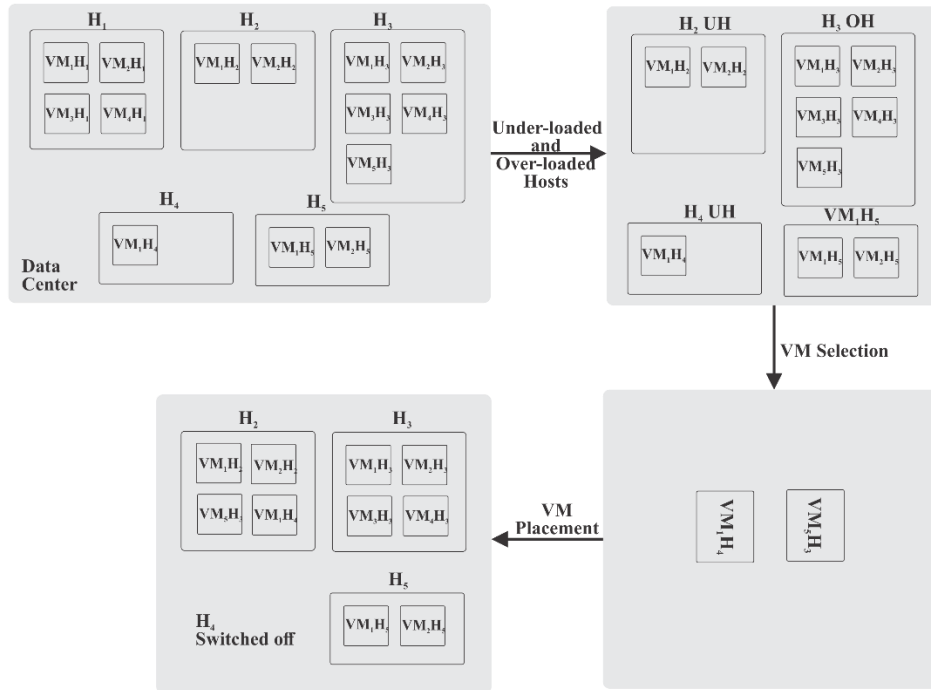 H₁ H₂ H₃
VM₁H₁ VM₂H₁ VM₁H₂ VM₂H₂ VM₁H₃ VM₂H₃
VM₃H₁ VM₄H₁ VM₃H₃ VM₄H₃
VM₅H₃
H₄ H₅
VM₁H₄ VM₁H₅ VM₂H₅
Data
Center
Under-loaded
and
Over-loaded
Hosts
H₂ UH H₃ OH
VM₁H₂ VM₂H₂ VM₁H₃ VM₂H₃
VM₃H₃ VM₄H₃
VM₅H₃
H₄ UH VM₁H₅
VM₁H₄ VM₁H₅ VM₂H₅
VM Selection
VM₁H₄ VM₅H₃
VM
Placement
H₂ H₃
VM₁H₂ VM₂H₂ VM₁H₃ VM₂H₃
VM₅H₃ VM₁H₄ VM₃H₃ VM₄H₃
H₅
VM₁H₅ VM₂H₅
H₄
Switched off